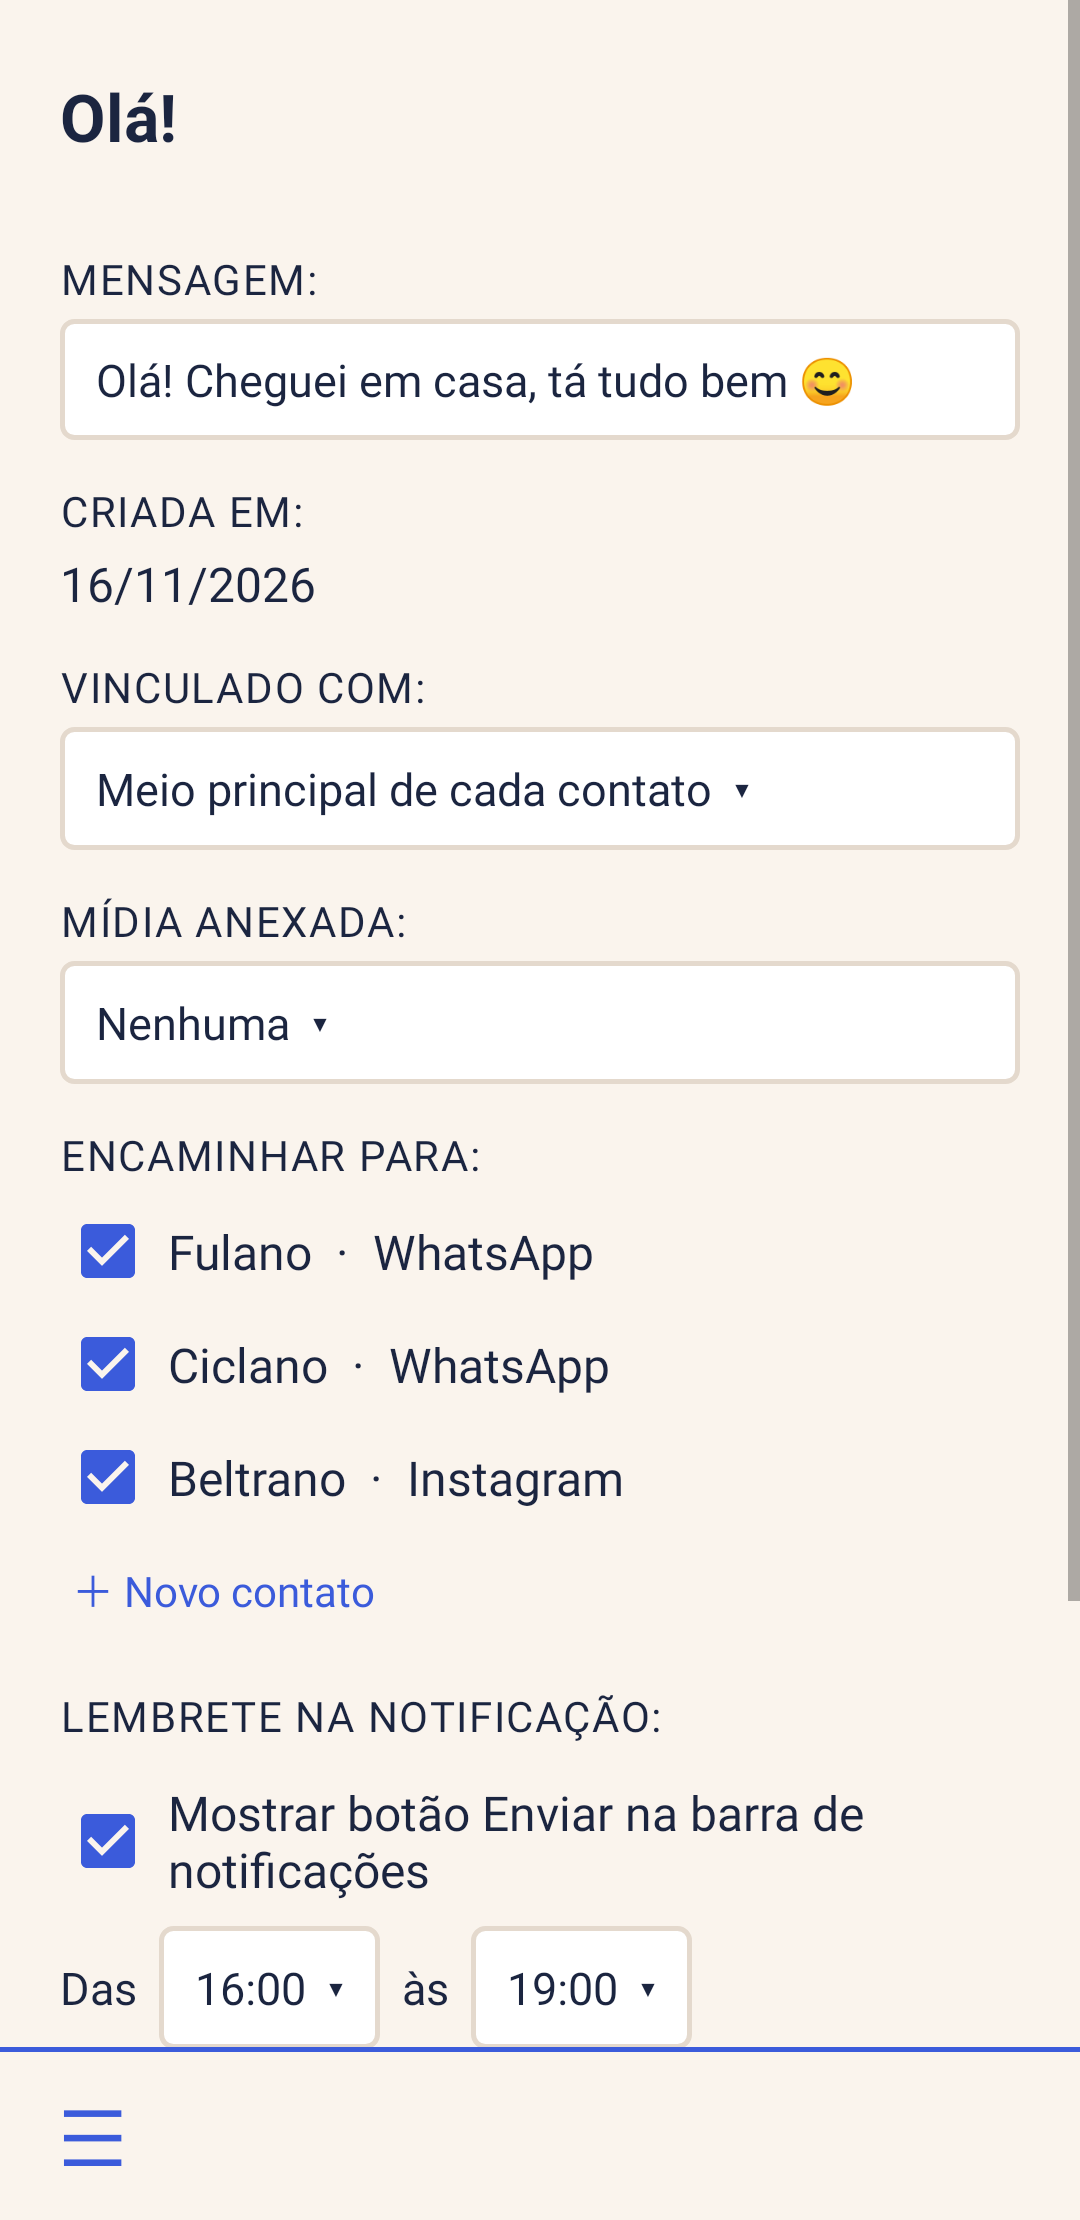 Olá!
MENSAGEM:
Olá! Cheguei em casa, tá tudo bem 😊
CRIADA EM:
16/11/2026
VINCULADO COM:
Meio principal de cada contato ▾
MÍDIA ANEXADA:
Nenhuma ▾
ENCAMINHAR PARA:
Fulano · WhatsApp
Ciclano · WhatsApp
Beltrano · Instagram
+ Novo contato
LEMBRETE NA NOTIFICAÇÃO:
Mostrar botão Enviar na barra de
notificações
Das 16:00 ▾ às 19:00 ▾